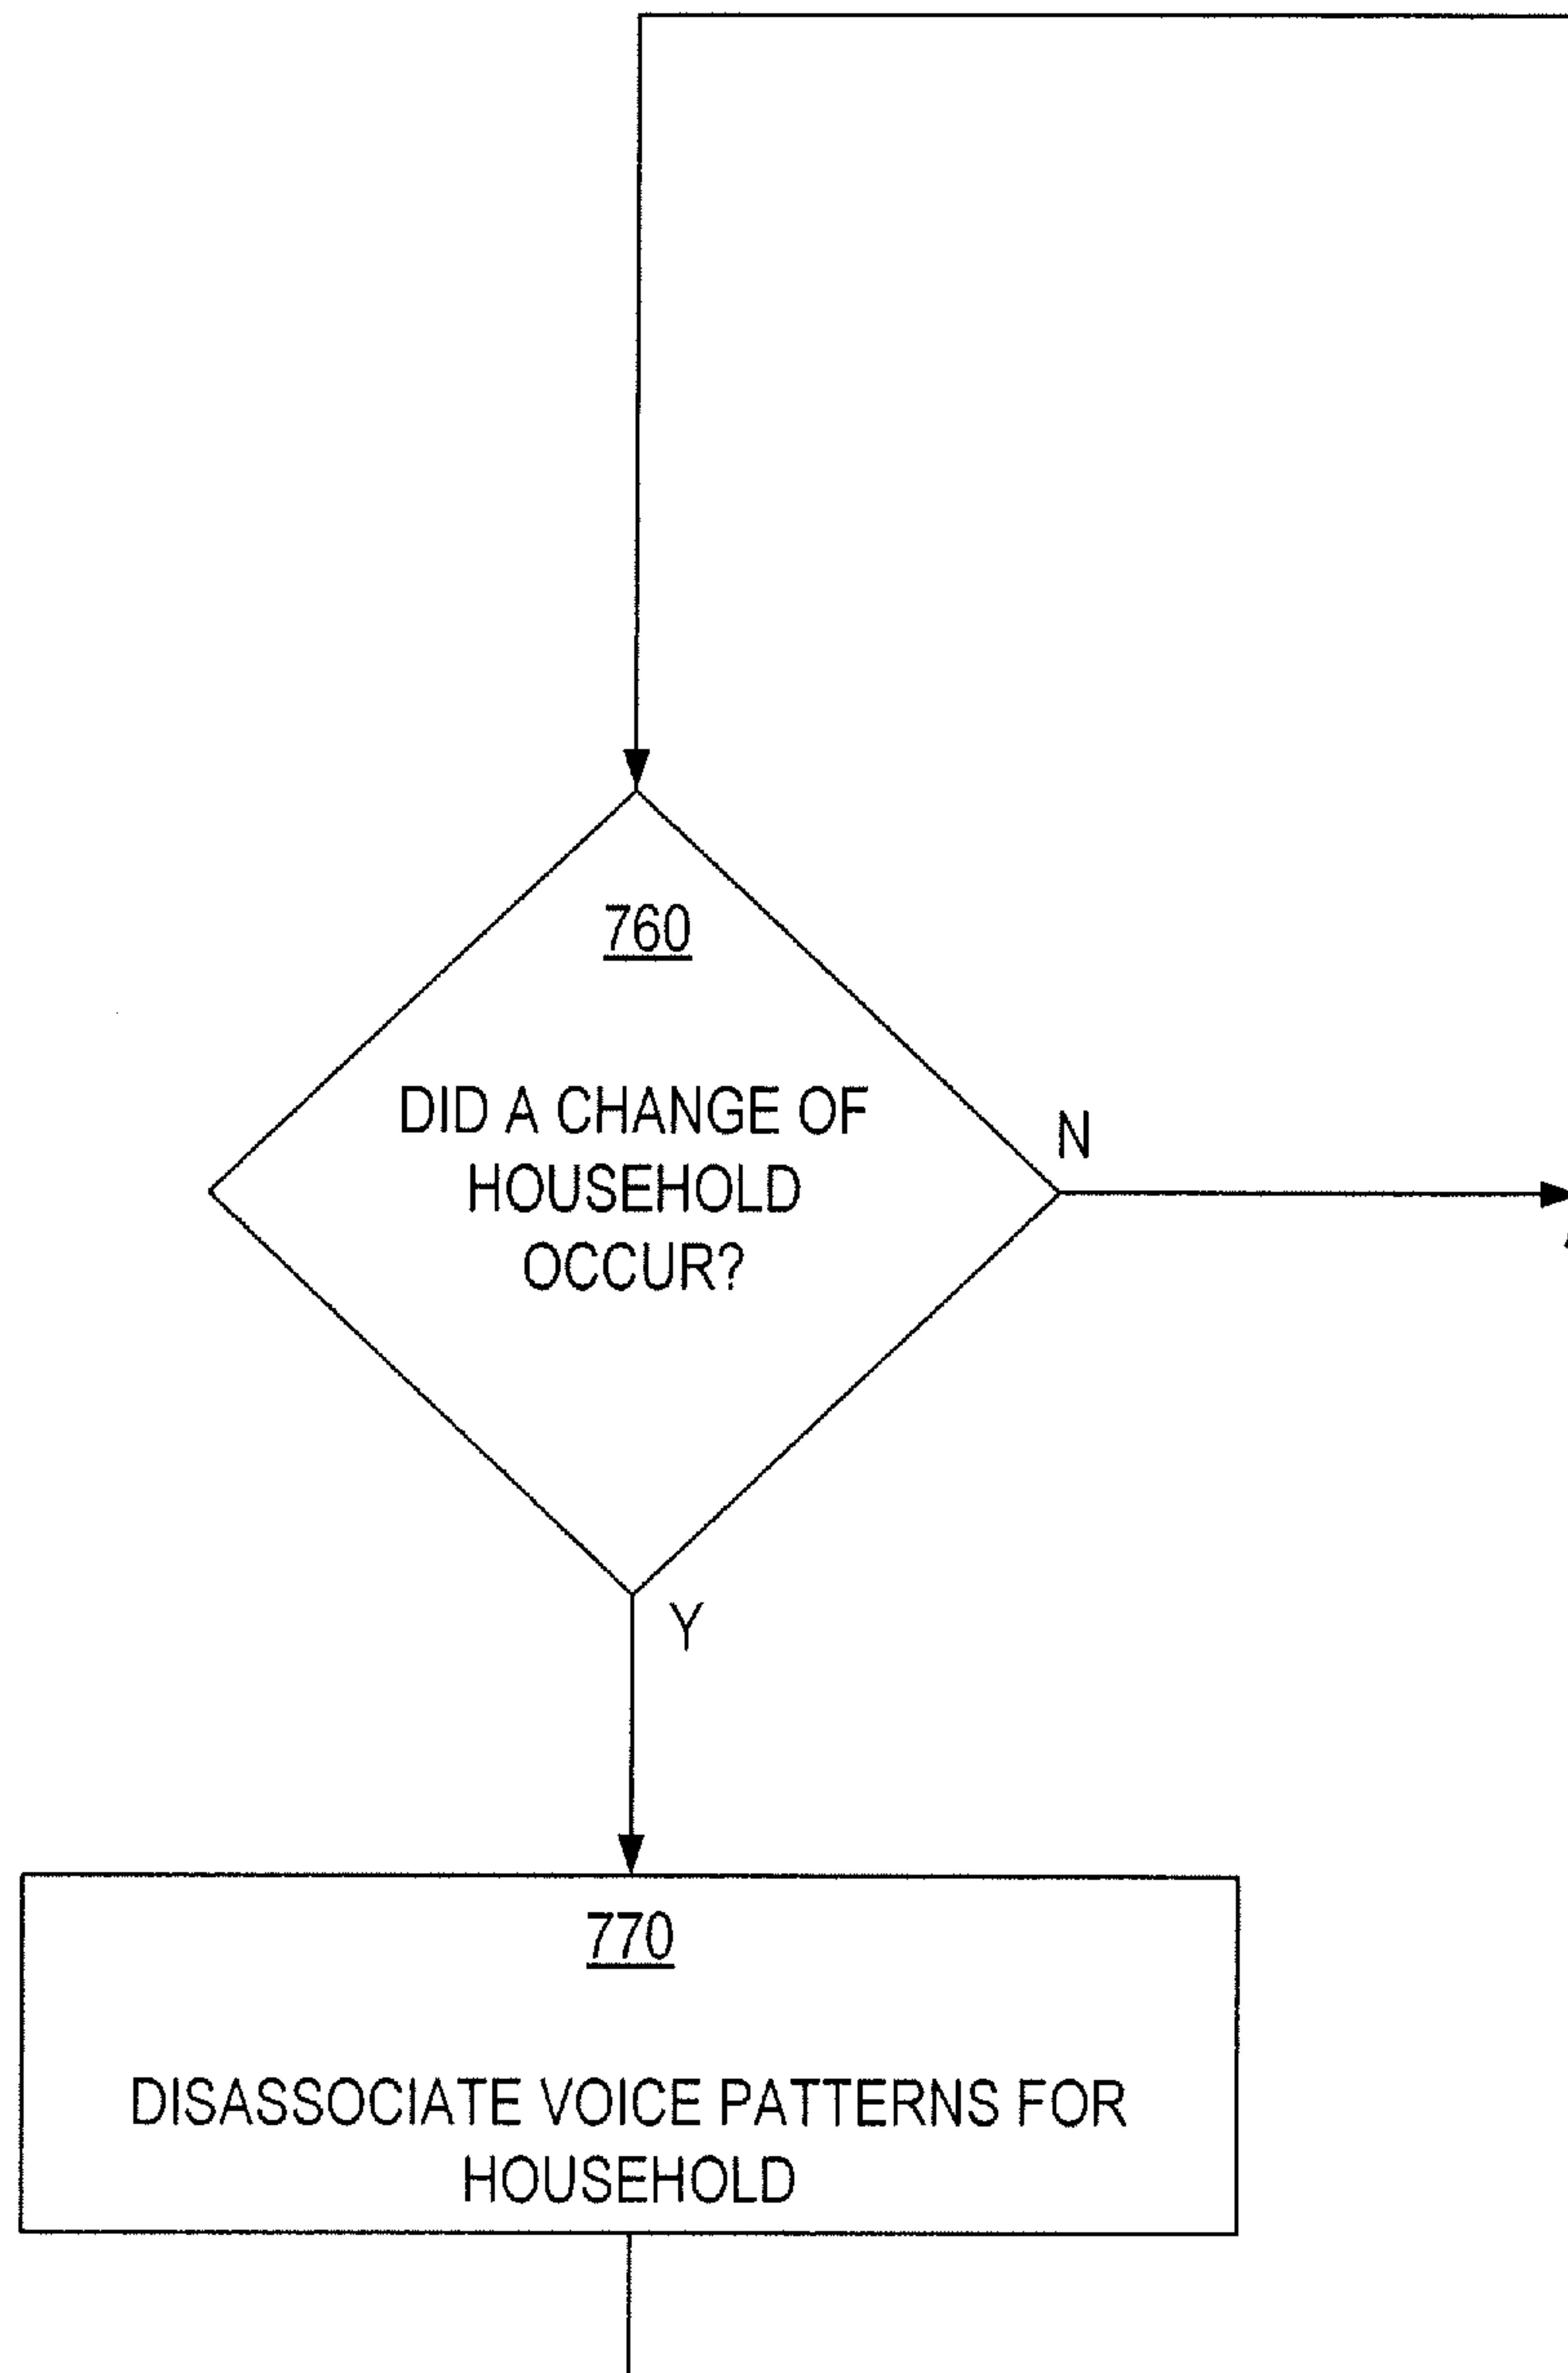 760
DID A CHANGE OF
HOUSEHOLD
OCCUR?
N
Y
770
DISASSOCIATE VOICE PATTERNS FOR
HOUSEHOLD